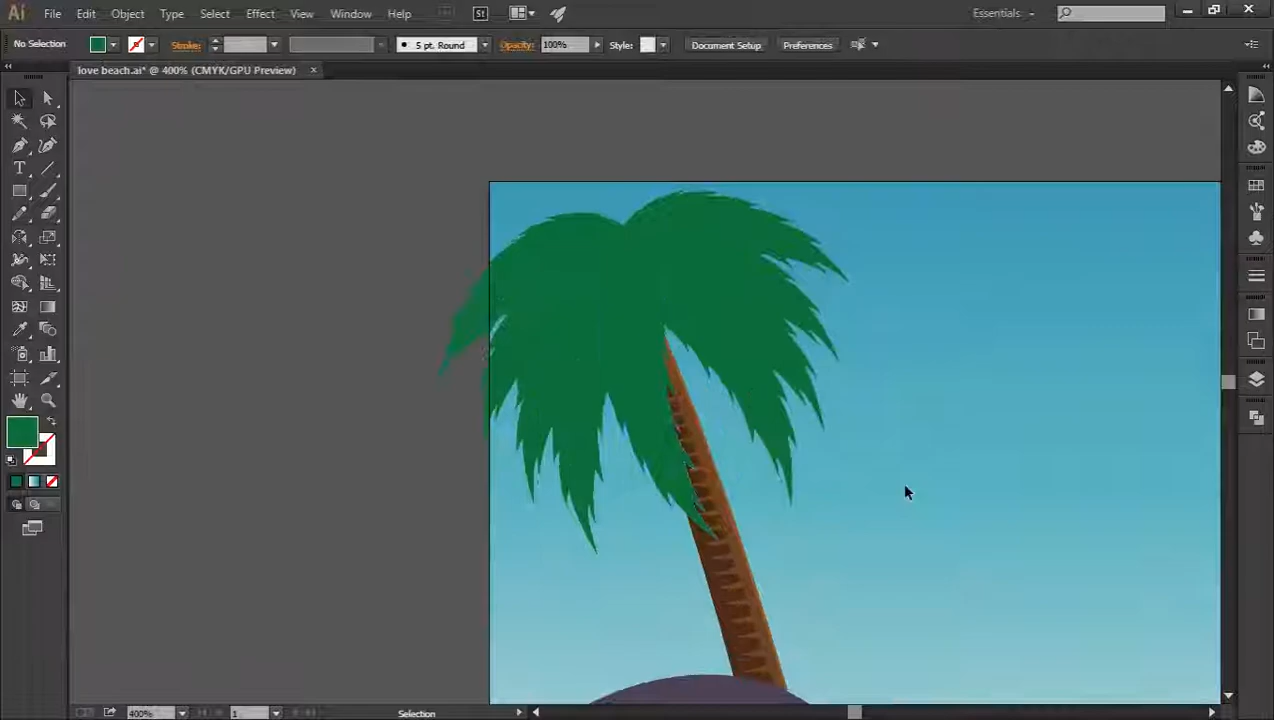 Ai File Edit Object Type Select Effect View Window Help St Essentials
No Selection Stroke: 5 pt. Round Opacity: 100% Style: Document Setup Preferences
love beach.ai* @ 400% (CMYK/GPU Preview)
T
400% 1 Selection